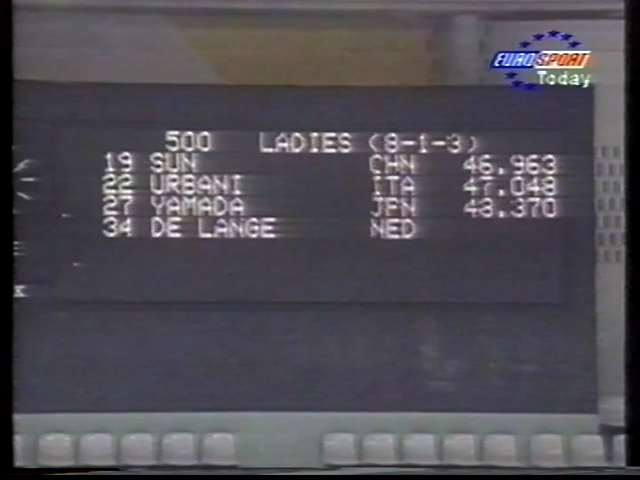 EUROSPORT
Today
500 LADIES (8-1-3)
19 SUN CHN 46.963
22 URBANI ITA 47.048
27 YAMADA JPN 48.370
34 DE LANGE NED